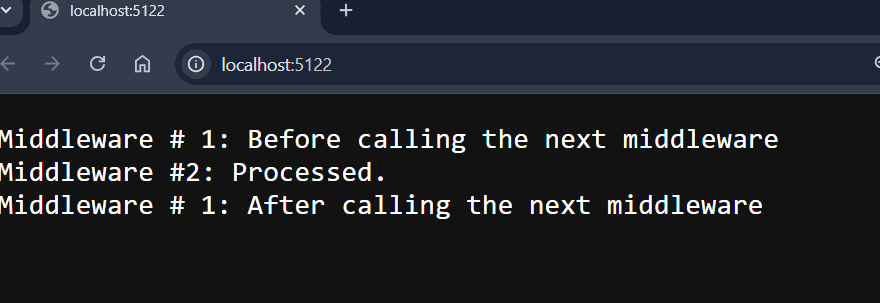 localhost:5122
localhost:5122
Middleware # 1: Before calling the next middleware
Middleware #2: Processed.
Middleware # 1: After calling the next middleware